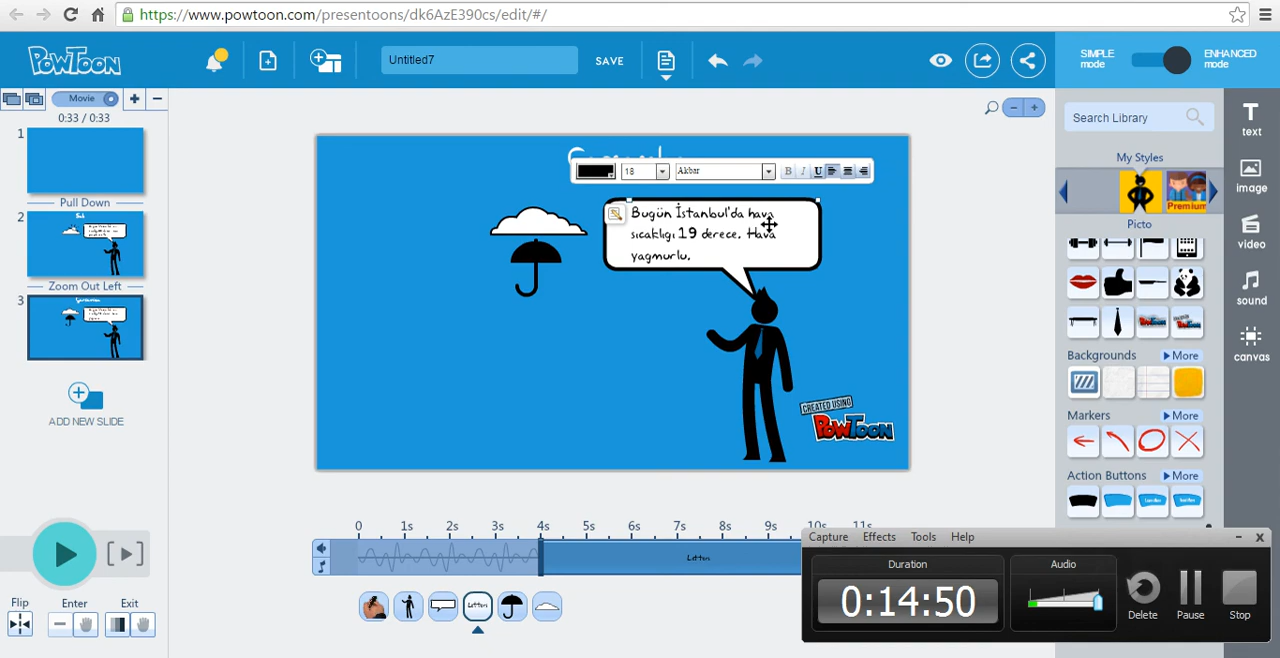 https://www.powtoon.com/presentoons/dk6AzE390cs/edit/#/
POWTOON
Untitled7
SAVE
SIMPLE mode
ENHANCED mode
Movie
0:33 / 0:33
1
Pull Down
2
Zoom Out Left
3
ADD NEW SLIDE
18
Akbar
B I U
Bugün İstanbul'da hava
sıcaklığı 19 derece. Hava
yagmurlu.
CREATED USING
POWTOON
Search Library
My Styles
Premium
Picto
Backgrounds
More
Markers
More
Action Buttons
More
text
image
video
sound
canvas
0 1s 2s 3s 4s 5s 6s 7s 8s 9s 10s 11s
Letters
Letters
Flip
Enter
Exit
Capture Effects Tools Help
Duration
0:14:50
Audio
Delete
Pause
Stop